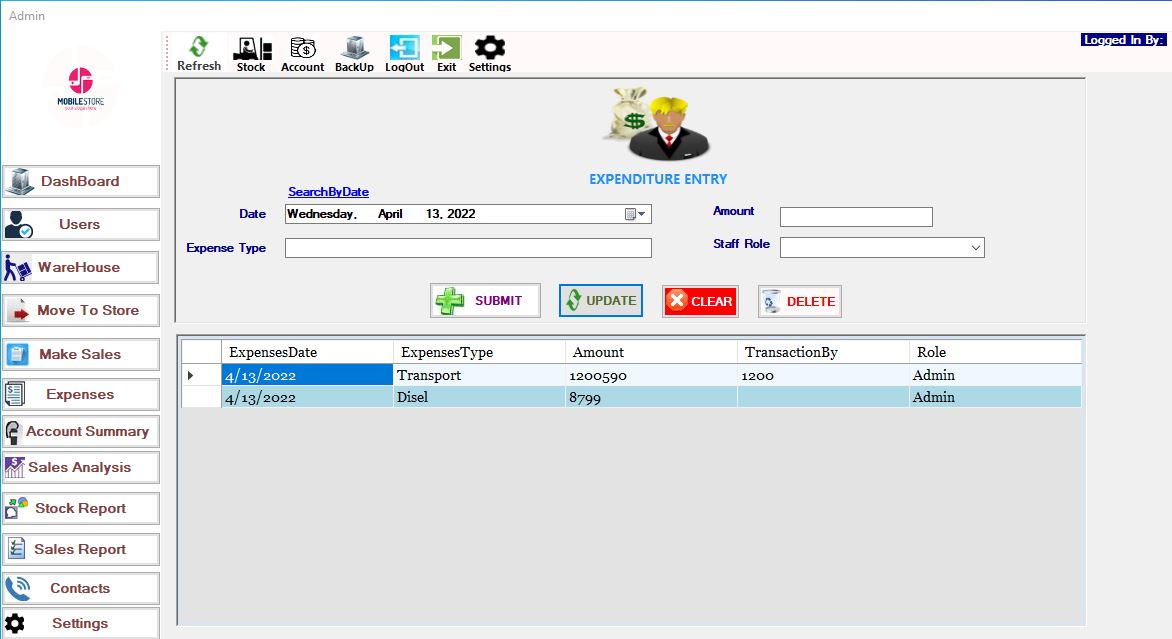 Admin
Logged In By:
Refresh Stock Account BackUp LogOut Exit Settings
MOBILESTORE
EXPENDITURE ENTRY
SearchByDate
Date Wednesday, April 13, 2022 Amount
Expense Type Staff Role
SUBMIT UPDATE CLEAR DELETE
DashBoard
Users
WareHouse
Move To Store
Make Sales
Expenses
Account Summary
Sales Analysis
Stock Report
Sales Report
Contacts
Settings
ExpensesDate ExpensesType Amount TransactionBy Role
4/13/2022 Transport 1200590 1200 Admin
4/13/2022 Disel 8799 Admin